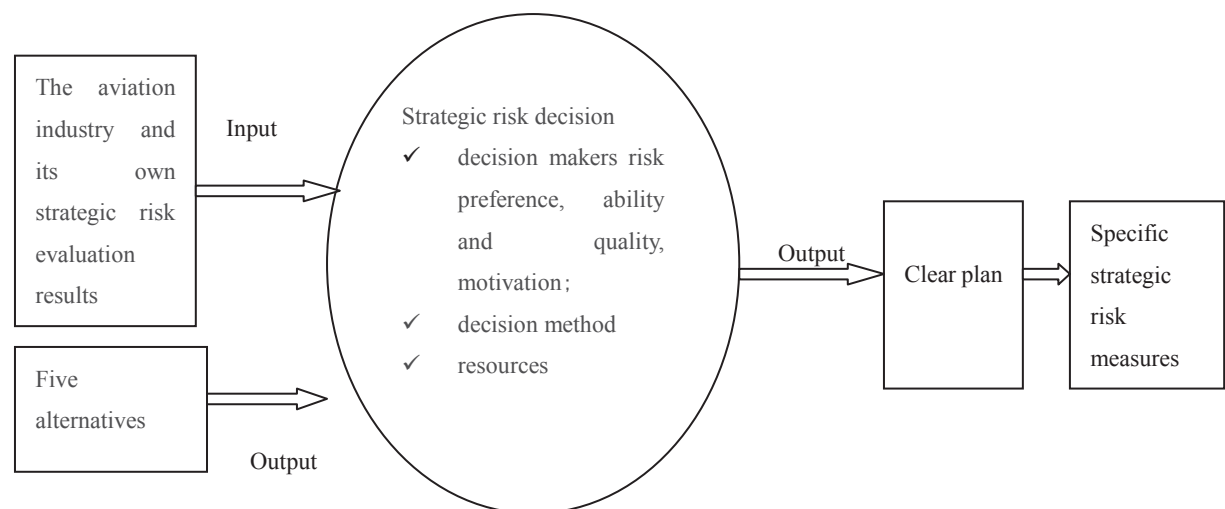 The aviation
industry and
its own
strategic risk
evaluation
results
Input
Five
alternatives
Output
Strategic risk decision
✓ decision makers risk
preference, ability
and quality,
motivation；
✓ decision method
✓ resources
Output
Clear plan
Specific
strategic
risk
measures